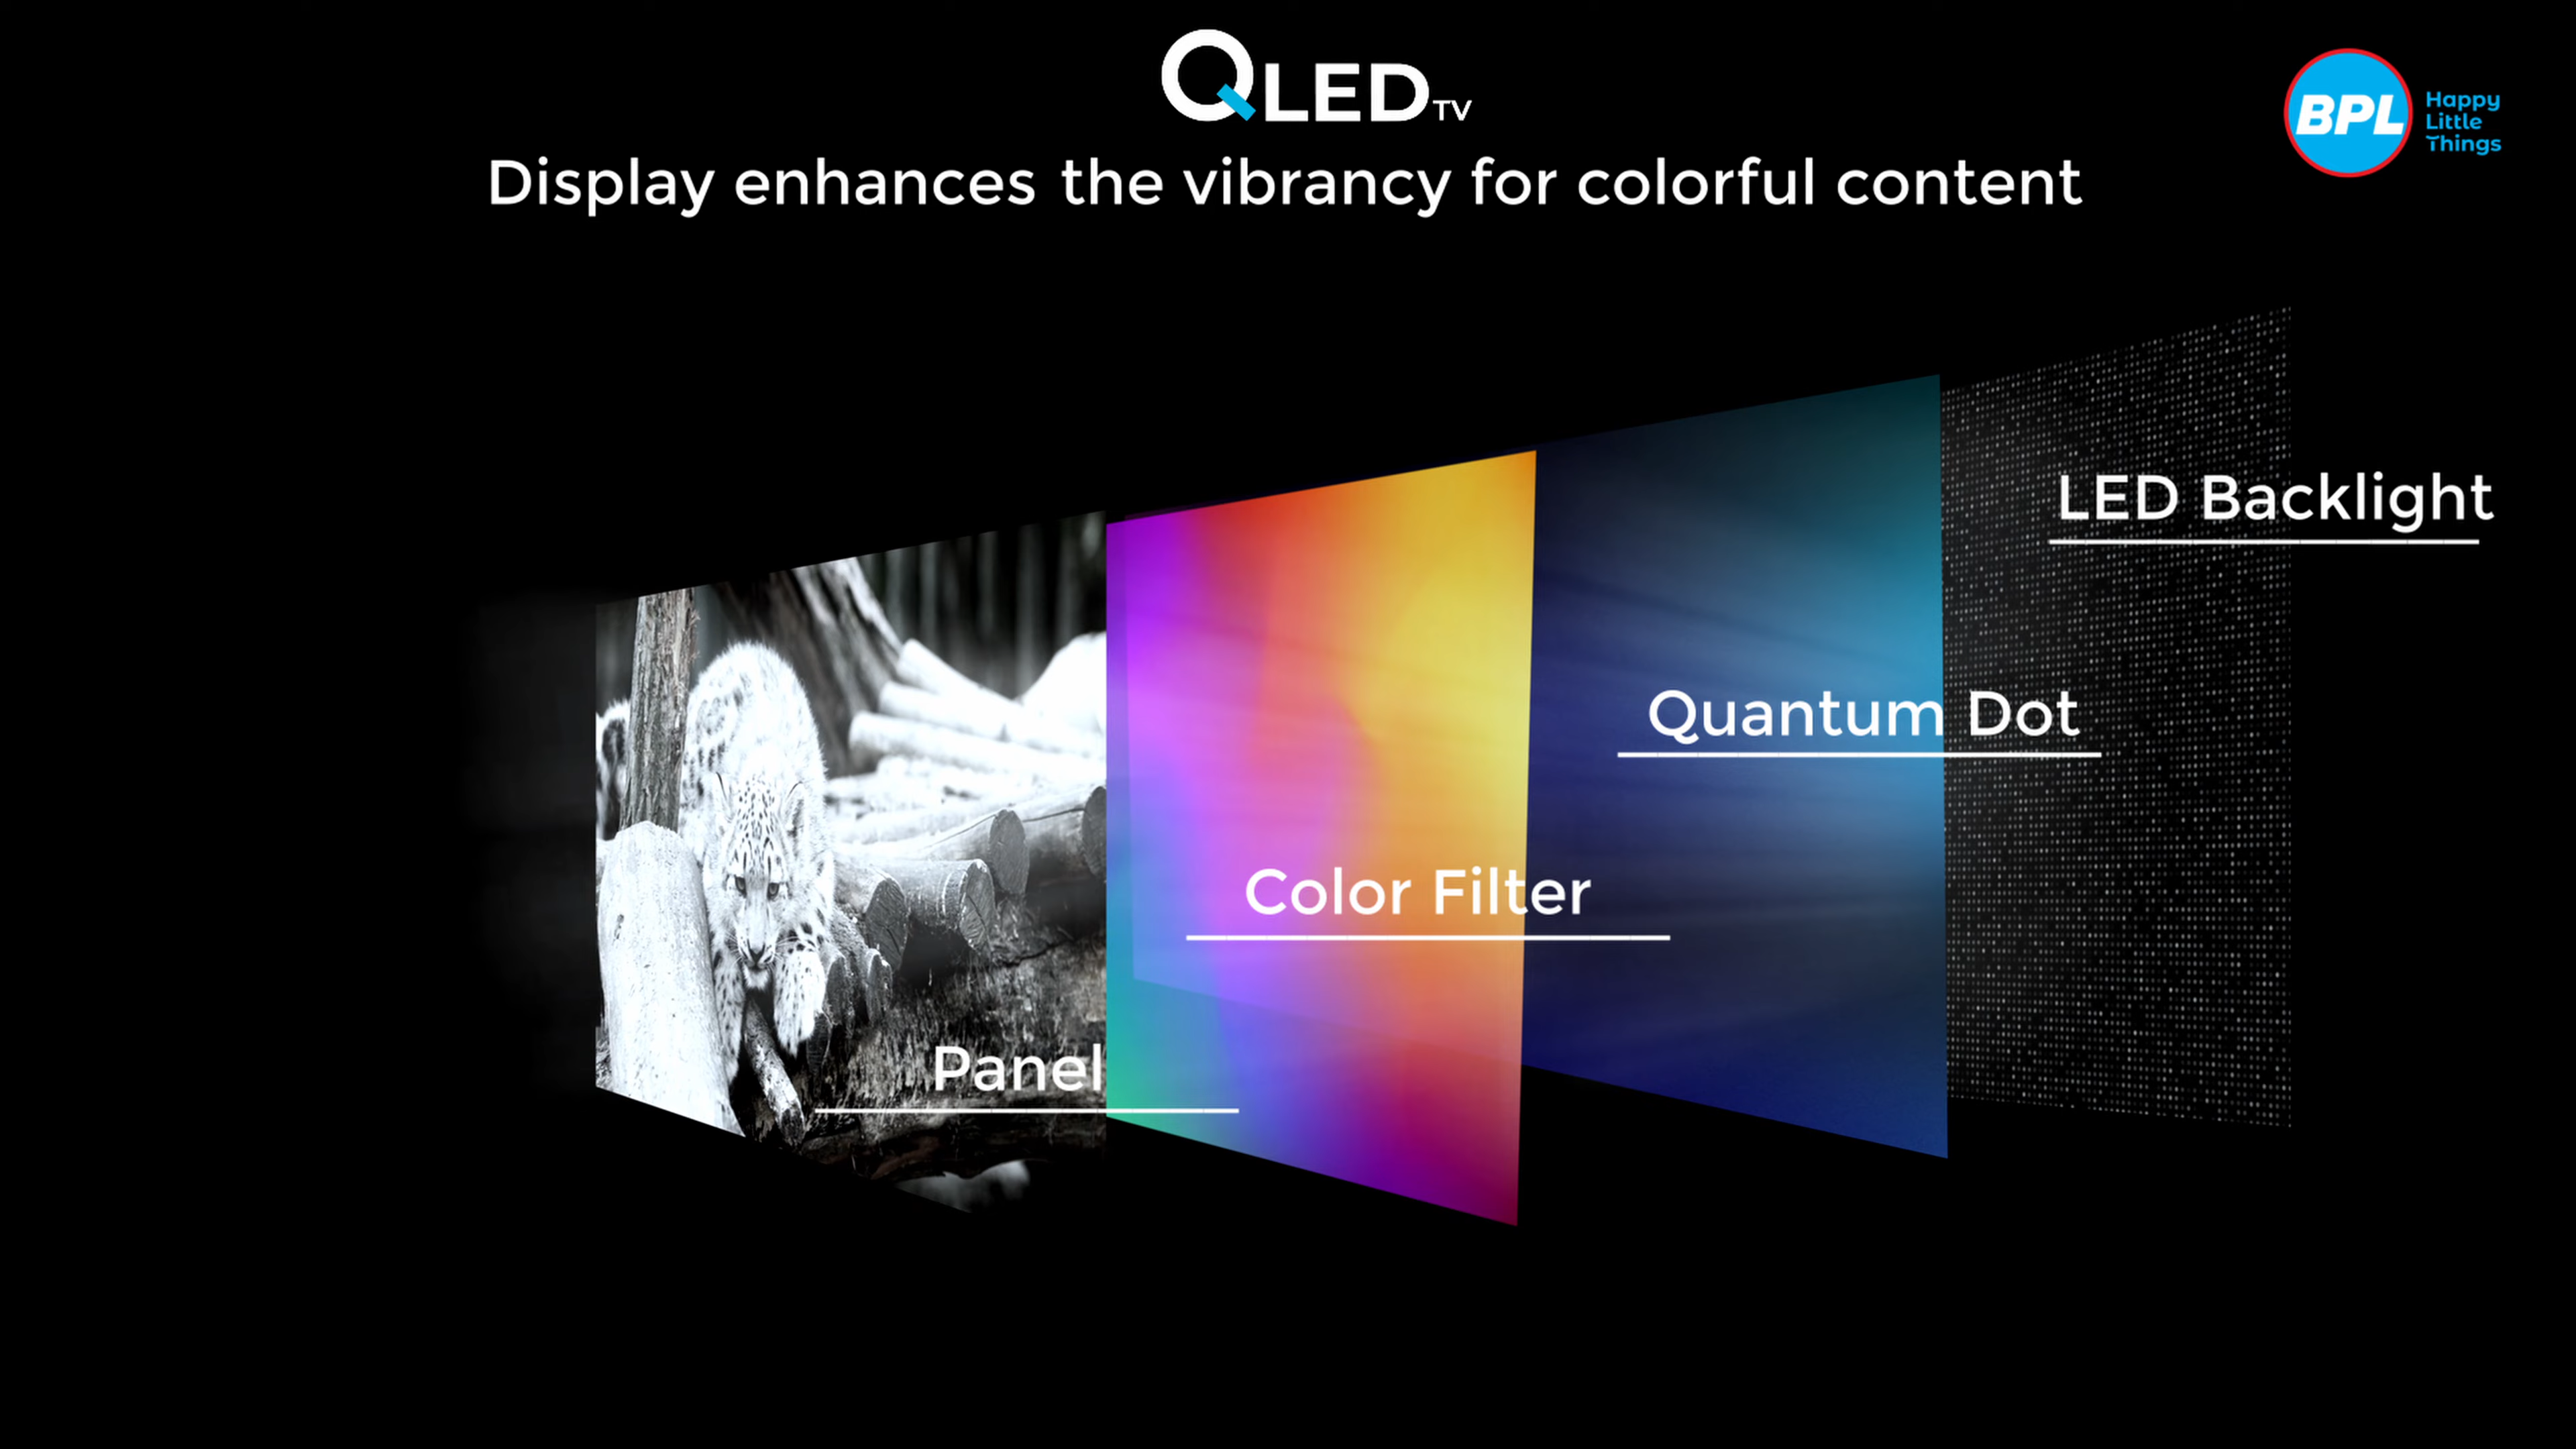 QLED TV
BPL
Happy
Little
Things
Display enhances the vibrancy for colorful content
LED Backlight
Quantum Dot
Color Filter
Panel